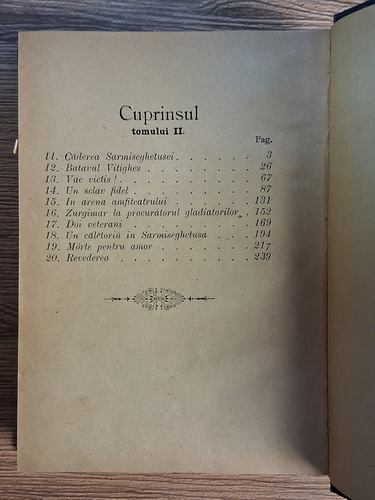 Cuprinsul
tomului II.
Pag.
11. Căderea Sarmiseghetusei . . . . . . 3
12. Batavul Vitighes . . . . . . . . 26
13. Vae victis ! . . . . . . . . . 67
14. Un sclav fidel . . . . . . . . . 87
15. In arena amfiteatrului . . . . . . 131
16. Zurgimar la procuratorul gladiatorilor . 152
17. Doi veterani . . . . . . . . . 169
18. Un călĕtoriă in Sarmiseghetusa . . . 194
19. Mórte pentru amor . . . . . . . 217
20. Revederea . . . . . . . . . . 239